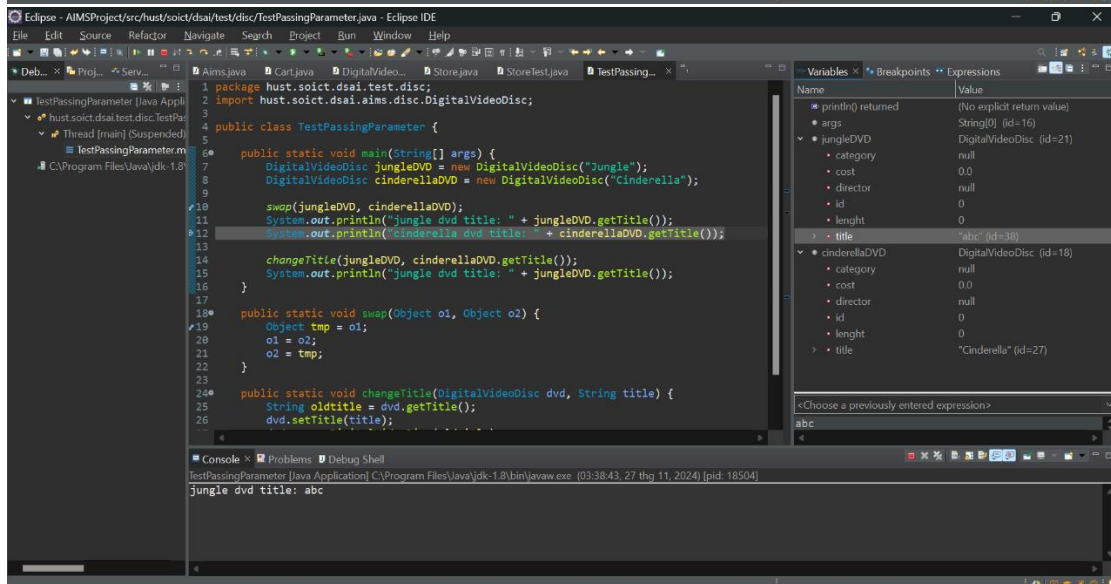 Eclipse - AIMSProject/src/hust/soict/dsai/test/disc/TestPassingParameter.java - Eclipse IDE
File Edit Source Refactor Navigate Search Project Run Window Help
Deb... Proj... Serv...
TestPassingParameter [Java Appli
hust.soict.dsai.test.disc.TestPas
Thread [main] (Suspended)
TestPassingParameter.m
C:\Program Files\Java\jdk-1.8
Aims.java Cart.java DigitalVideo... Store.java StoreTest.java TestPassing...
1 package hust.soict.dsai.test.disc;
2 import hust.soict.dsai.aims.disc.DigitalVideoDisc;
3
4 public class TestPassingParameter {
5
6 public static void main(String[] args) {
7 DigitalVideoDisc jungleDVD = new DigitalVideoDisc("Jungle");
8 DigitalVideoDisc cinderellaDVD = new DigitalVideoDisc("Cinderella");
9
10 swap(jungleDVD, cinderellaDVD);
11 System.out.println("jungle dvd title: " + jungleDVD.getTitle());
12 System.out.println("cinderella dvd title: " + cinderellaDVD.getTitle());
13
14 changeTitle(jungleDVD, cinderellaDVD.getTitle());
15 System.out.println("jungle dvd title: " + jungleDVD.getTitle());
16 }
17
18 public static void swap(Object o1, Object o2) {
19 Object tmp = o1;
20 o1 = o2;
21 o2 = tmp;
22 }
23
24 public static void changeTitle(DigitalVideoDisc dvd, String title) {
25 String oldtitle = dvd.getTitle();
26 dvd.setTitle(title);
Variables Breakpoints Expressions
Name Value
println() returned (No explicit return value)
args String[0] (id=16)
jungleDVD DigitalVideoDisc (id=21)
category null
cost 0.0
director null
id 0
lenght 0
title "abc" (id=38)
cinderellaDVD DigitalVideoDisc (id=18)
category null
cost 0.0
director null
id 0
lenght 0
title "Cinderella" (id=27)
<Choose a previously entered expression>
abc
Console Problems Debug Shell
TestPassingParameter [Java Application] C:\Program Files\Java\jdk-1.8\bin\javaw.exe (03:38:43, 27 thg 11, 2024) [pid: 18504]
jungle dvd title: abc